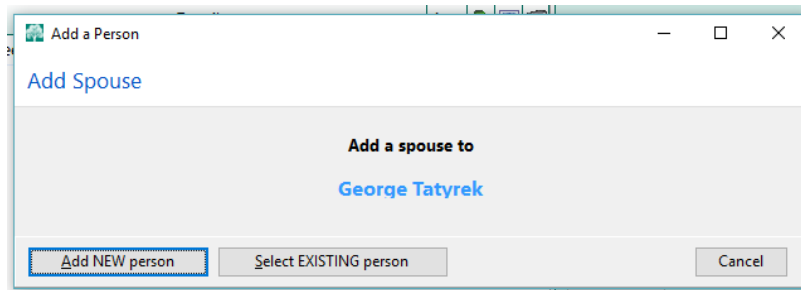 Add a Person
Add Spouse
Add a spouse to
George Tatyrek
Add NEW person
Select EXISTING person
Cancel